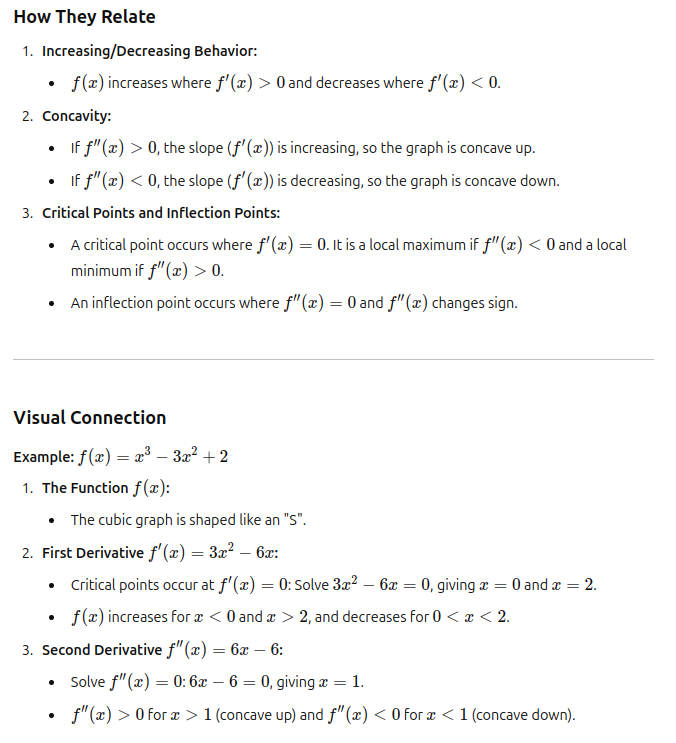 How They Relate
1. Increasing/Decreasing Behavior:
• f(x) increases where f′(x) > 0 and decreases where f′(x) < 0.
2. Concavity:
• If f″(x) > 0, the slope (f′(x)) is increasing, so the graph is concave up.
• If f″(x) < 0, the slope (f′(x)) is decreasing, so the graph is concave down.
3. Critical Points and Inflection Points:
• A critical point occurs where f′(x) = 0. It is a local maximum if f″(x) < 0 and a local
minimum if f″(x) > 0.
• An inflection point occurs where f″(x) = 0 and f″(x) changes sign.
Visual Connection
Example: f(x) = x³ − 3x² + 2
1. The Function f(x):
• The cubic graph is shaped like an "S".
2. First Derivative f′(x) = 3x² − 6x:
• Critical points occur at f′(x) = 0: Solve 3x² − 6x = 0, giving x = 0 and x = 2.
• f(x) increases for x < 0 and x > 2, and decreases for 0 < x < 2.
3. Second Derivative f″(x) = 6x − 6:
• Solve f″(x) = 0: 6x − 6 = 0, giving x = 1.
• f″(x) > 0 for x > 1 (concave up) and f″(x) < 0 for x < 1 (concave down).